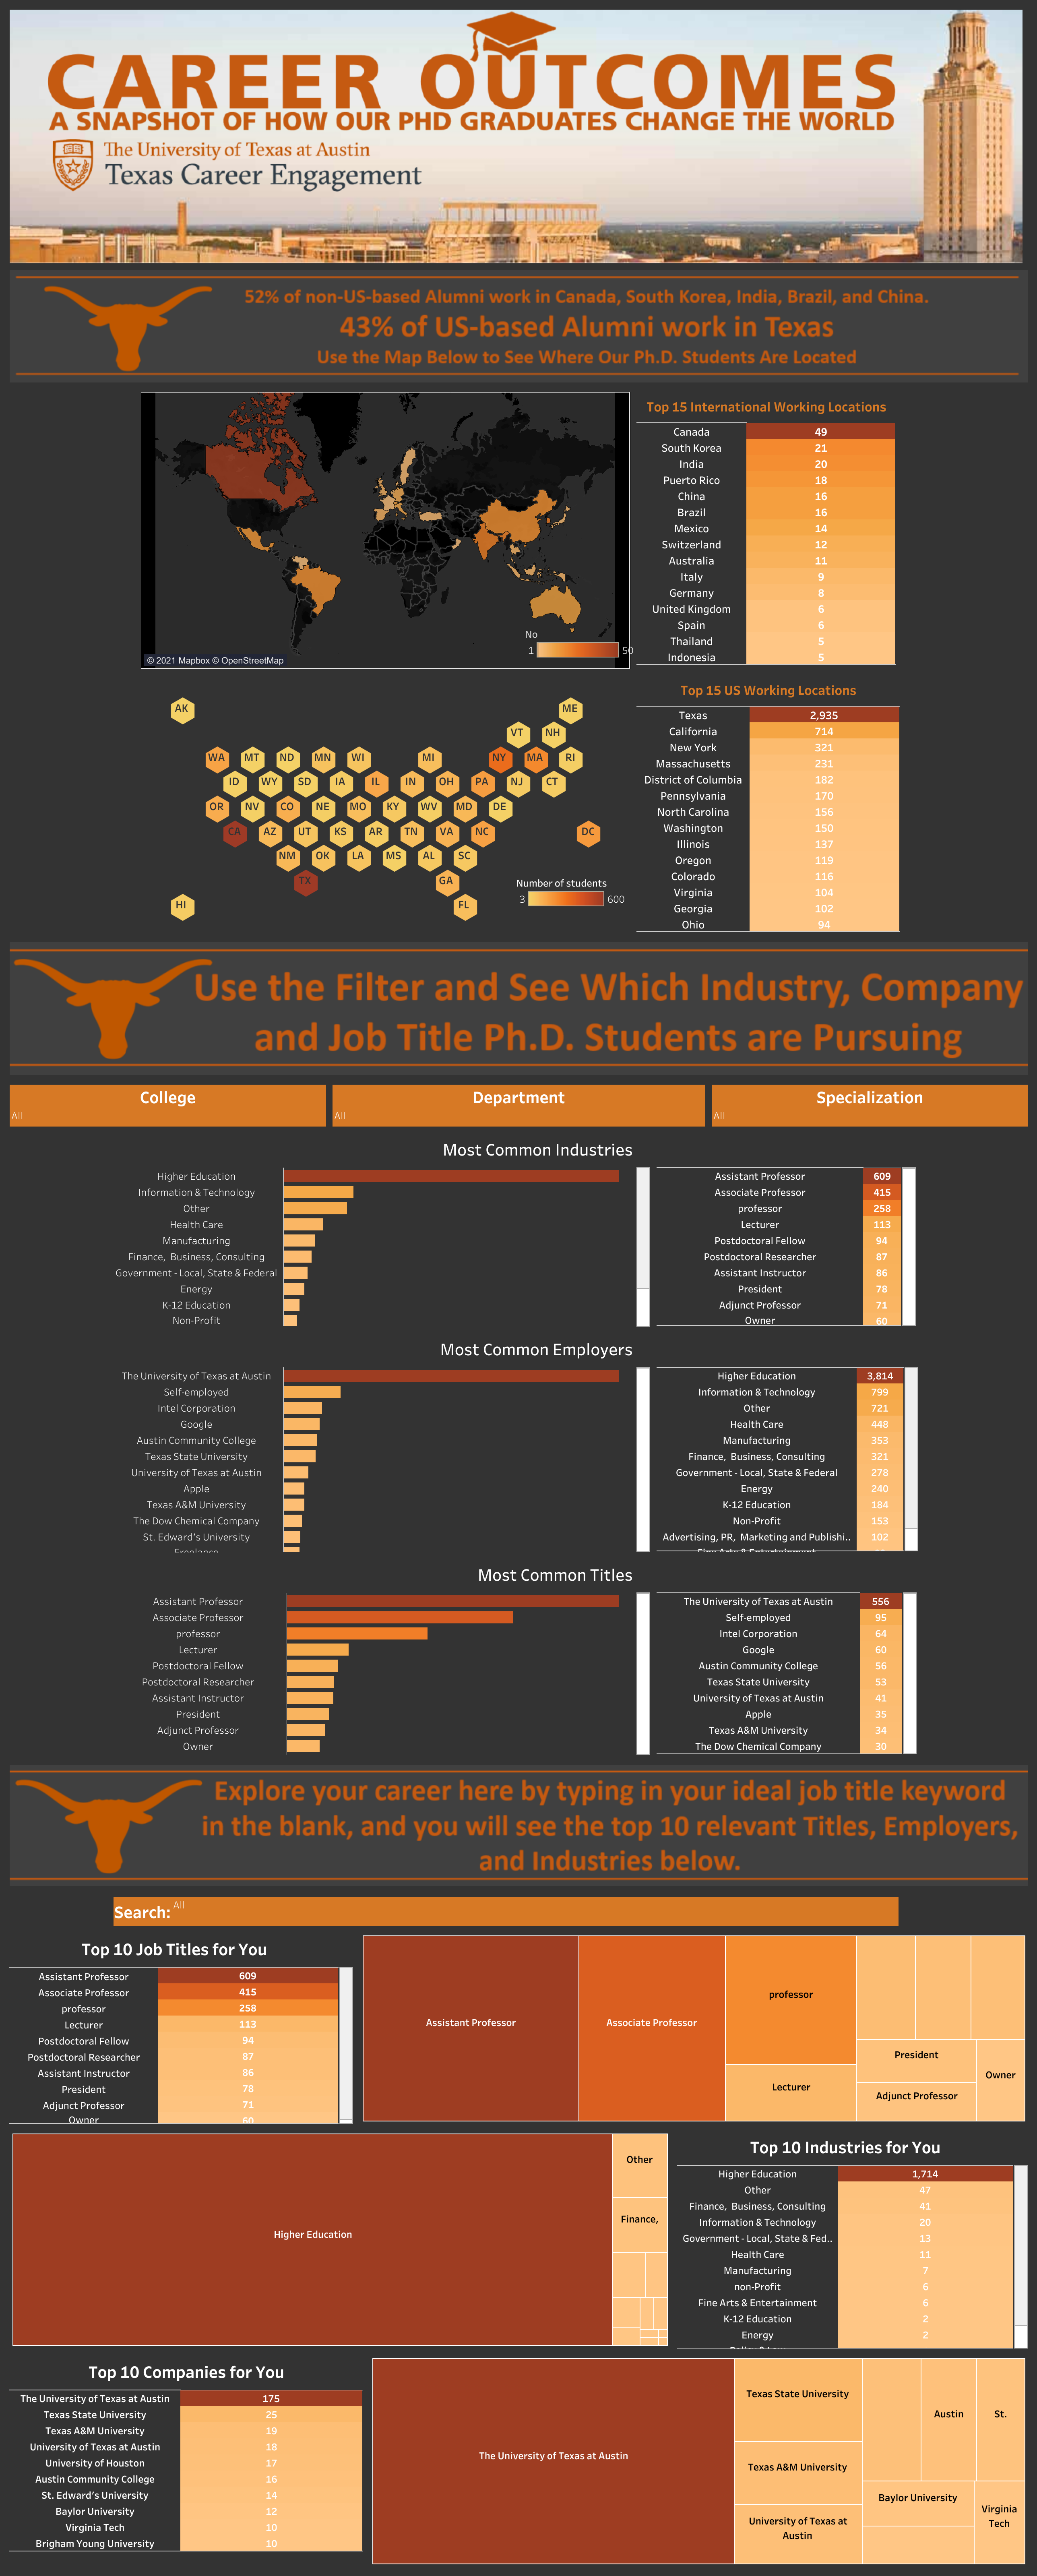 CAREER OUTCOMES
A SNAPSHOT OF HOW OUR PHD GRADUATES CHANGE THE WORLD
The University of Texas at Austin
Texas Career Engagement
52% of non-US-based Alumni work in Canada, South Korea, India, Brazil, and China.
43% of US-based Alumni work in Texas
Use the Map Below to See Where Our Ph.D. Students Are Located
No
1 50
© 2021 Mapbox © OpenStreetMap
Top 15 International Working Locations
Canada 49
South Korea 21
India 20
Puerto Rico 18
China 16
Brazil 16
Mexico 14
Switzerland 12
Australia 11
Italy 9
Germany 8
United Kingdom 6
Spain 6
Thailand 5
Indonesia 5
AK ME
VT NH
WA MT ND MN WI MI NY MA RI
ID WY SD IA IL IN OH PA NJ CT
OR NV CO NE MO KY WV MD DE
CA AZ UT KS AR TN VA NC DC
NM OK LA MS AL SC
TX GA
HI FL
Number of students
3 600
Top 15 US Working Locations
Texas 2,935
California 714
New York 321
Massachusetts 231
District of Columbia 182
Pennsylvania 170
North Carolina 156
Washington 150
Illinois 137
Oregon 119
Colorado 116
Virginia 104
Georgia 102
Ohio 94
Use the Filter and See Which Industry, Company
and Job Title Ph.D. Students are Pursuing
College Department Specialization
All All All
Most Common Industries
Higher Education
Information & Technology
Other
Health Care
Manufacturing
Finance, Business, Consulting
Government - Local, State & Federal
Energy
K-12 Education
Non-Profit
Assistant Professor 609
Associate Professor 415
professor 258
Lecturer 113
Postdoctoral Fellow 94
Postdoctoral Researcher 87
Assistant Instructor 86
President 78
Adjunct Professor 71
Owner 60
Most Common Employers
The University of Texas at Austin
Self-employed
Intel Corporation
Google
Austin Community College
Texas State University
University of Texas at Austin
Apple
Texas A&M University
The Dow Chemical Company
St. Edward's University
Freelance
Higher Education 3,814
Information & Technology 799
Other 721
Health Care 448
Manufacturing 353
Finance, Business, Consulting 321
Government - Local, State & Federal 278
Energy 240
K-12 Education 184
Non-Profit 153
Advertising, PR, Marketing and Publishi.. 102
Fine Arts & Entertainment
Most Common Titles
Assistant Professor
Associate Professor
professor
Lecturer
Postdoctoral Fellow
Postdoctoral Researcher
Assistant Instructor
President
Adjunct Professor
Owner
The University of Texas at Austin 556
Self-employed 95
Intel Corporation 64
Google 60
Austin Community College 56
Texas State University 53
University of Texas at Austin 41
Apple 35
Texas A&M University 34
The Dow Chemical Company 30
Explore your career here by typing in your ideal job title keyword
in the blank, and you will see the top 10 relevant Titles, Employers,
and Industries below.
Search: All
Top 10 Job Titles for You
Assistant Professor 609
Associate Professor 415
professor 258
Lecturer 113
Postdoctoral Fellow 94
Postdoctoral Researcher 87
Assistant Instructor 86
President 78
Adjunct Professor 71
Owner 60
Assistant Professor
Associate Professor
professor
Lecturer
President
Adjunct Professor
Owner
Higher Education
Other
Finance,
Top 10 Industries for You
Higher Education 1,714
Other 47
Finance, Business, Consulting 41
Information & Technology 20
Government - Local, State & Fed.. 13
Health Care 11
Manufacturing 7
non-Profit 6
Fine Arts & Entertainment 6
K-12 Education 2
Energy 2
Top 10 Companies for You
The University of Texas at Austin 175
Texas State University 25
Texas A&M University 19
University of Texas at Austin 18
University of Houston 17
Austin Community College 16
St. Edward's University 14
Baylor University 12
Virginia Tech 10
Brigham Young University 10
The University of Texas at Austin
Texas State University
Texas A&M University
University of Texas at
Austin
Austin
St.
Baylor University
Virginia
Tech